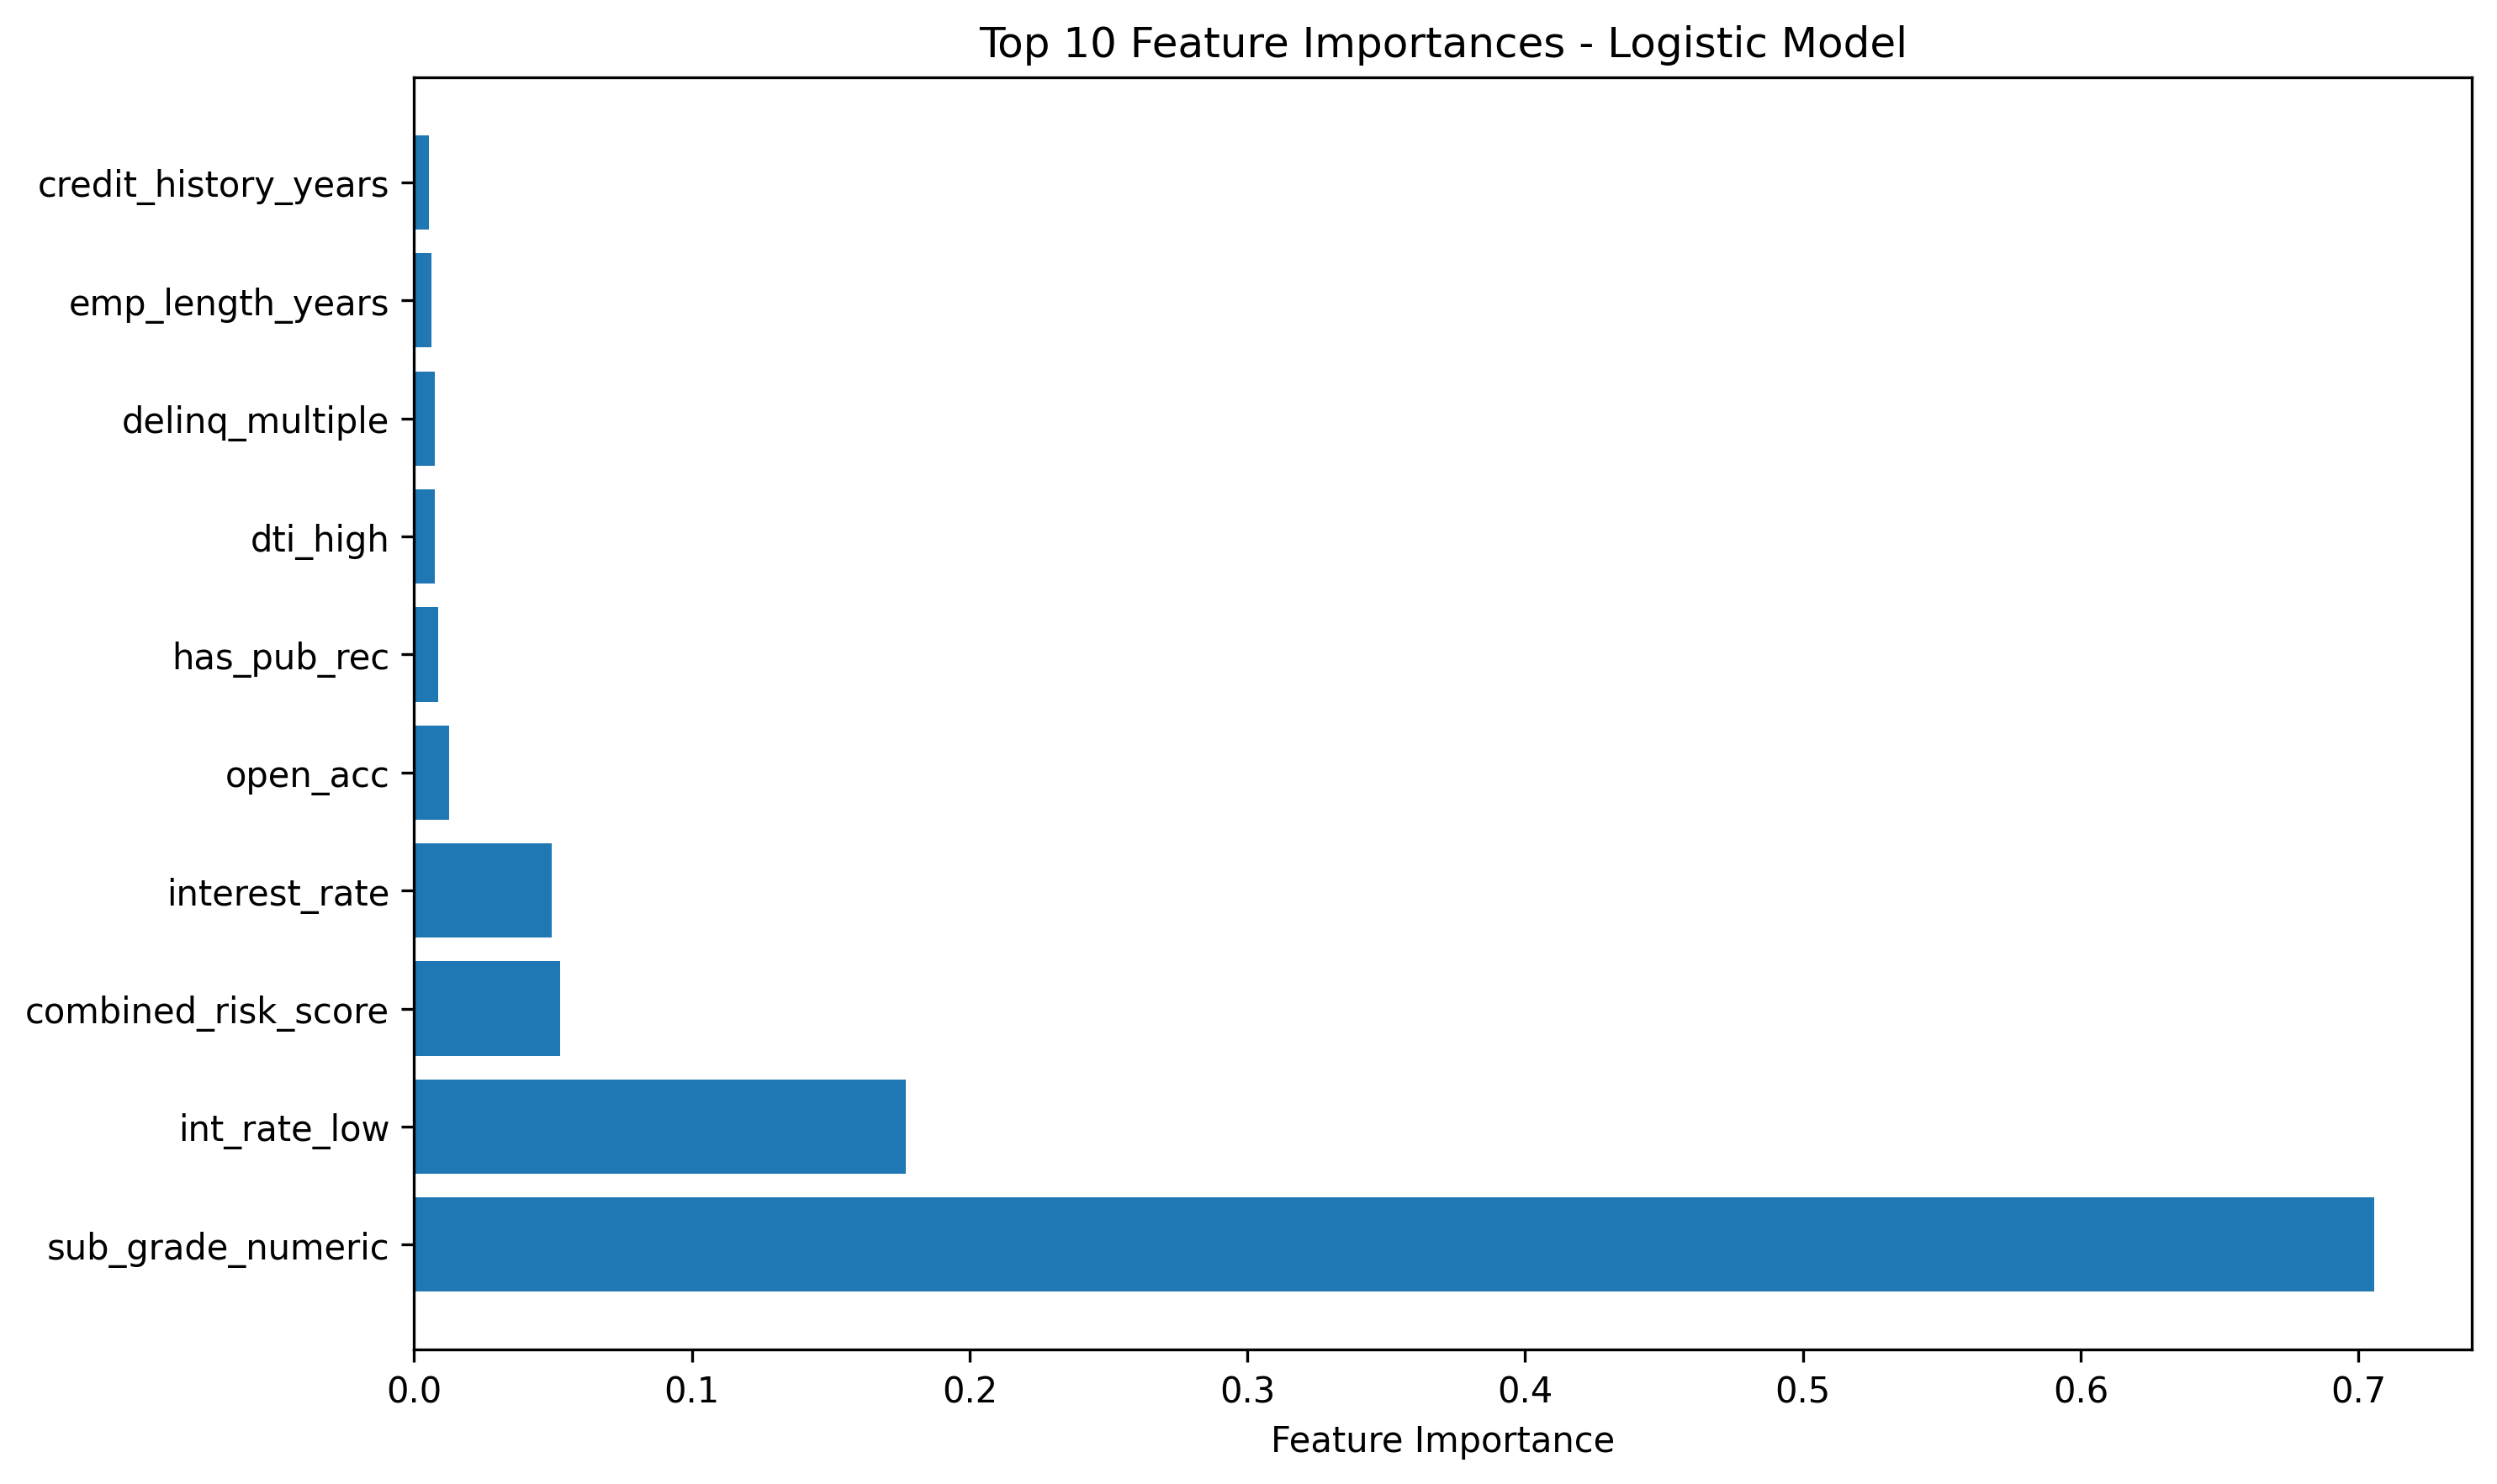 Top 10 Feature Importances - Logistic Model
credit_history_years
emp_length_years
delinq_multiple
dti_high
has_pub_rec
open_acc
interest_rate
combined_risk_score
int_rate_low
sub_grade_numeric
0.0 0.1 0.2 0.3 0.4 0.5 0.6 0.7
Feature Importance